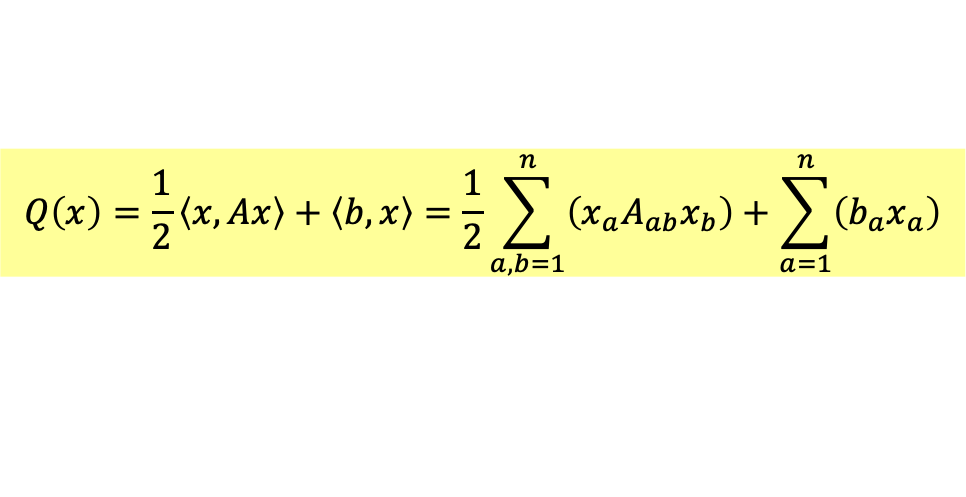 Q(x) = 1/2 ⟨x, Ax⟩ + ⟨b, x⟩ = 1/2 ∑_{a,b=1}^{n} (x_a A_{ab} x_b) + ∑_{a=1}^{n} (b_a x_a)